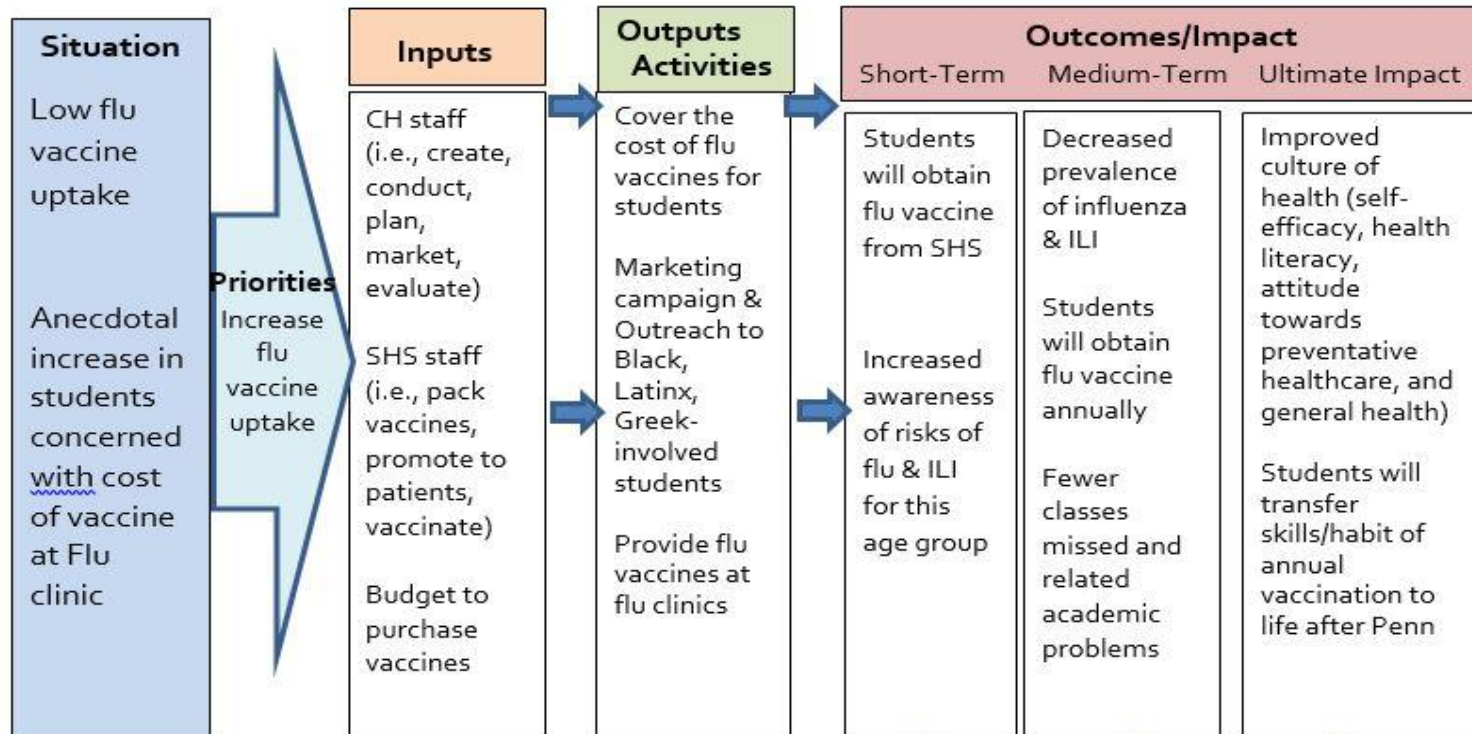 Situation
Low flu
vaccine
uptake
Anecdotal
increase in
students
concerned
with cost
of vaccine
at Flu
clinic
Priorities
Increase
flu
vaccine
uptake
Inputs
CH staff
(i.e., create,
conduct,
plan,
market,
evaluate)
SHS staff
(i.e., pack
vaccines,
promote to
patients,
vaccinate)
Budget to
purchase
vaccines
Outputs
Activities
Cover the
cost of flu
vaccines for
students
Marketing
campaign &
Outreach to
Black,
Latinx,
Greek-
involved
students
Provide flu
vaccines at
flu clinics
Outcomes/Impact
Short-Term
Students
will obtain
flu vaccine
from SHS
Increased
awareness
of risks of
flu & ILI
for this
age group
Medium-Term
Decreased
prevalence
of influenza
& ILI
Students
will obtain
flu vaccine
annually
Fewer
classes
missed and
related
academic
problems
Ultimate Impact
Improved
culture of
health (self-
efficacy, health
literacy,
attitude
towards
preventative
healthcare, and
general health)
Students will
transfer
skills/habit of
annual
vaccination to
life after Penn